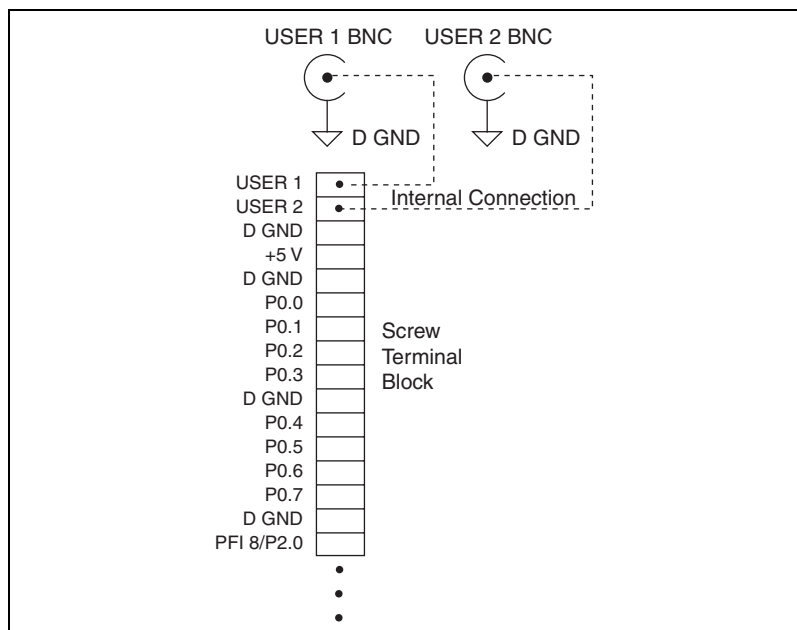 USER 1 BNC
USER 2 BNC
D GND
D GND
USER 1
Internal Connection
USER 2
D GND
+5 V
D GND
P0.0
P0.1
P0.2
P0.3
D GND
P0.4
P0.5
P0.6
P0.7
D GND
PFI 8/P2.0
Screw
Terminal
Block